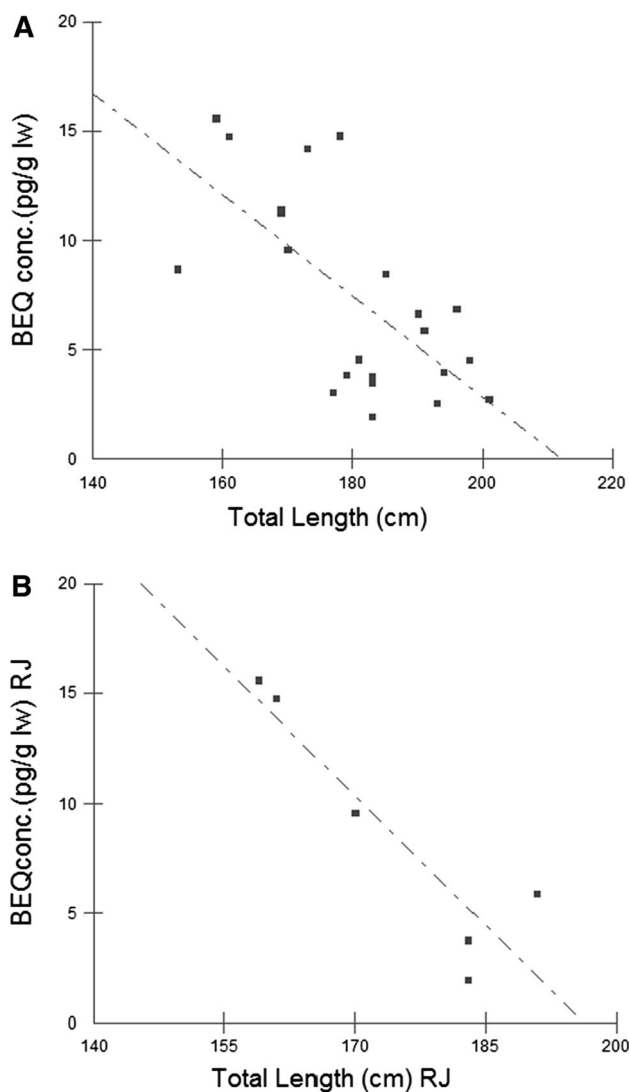 A
20
15
10
5
0
BEQ conc.(pg/g lw)
140 160 180 200 220
Total Length (cm)
B
20
15
10
5
0
BEQconc.(pg/g lw) RJ
140 155 170 185 200
Total Length (cm) RJ